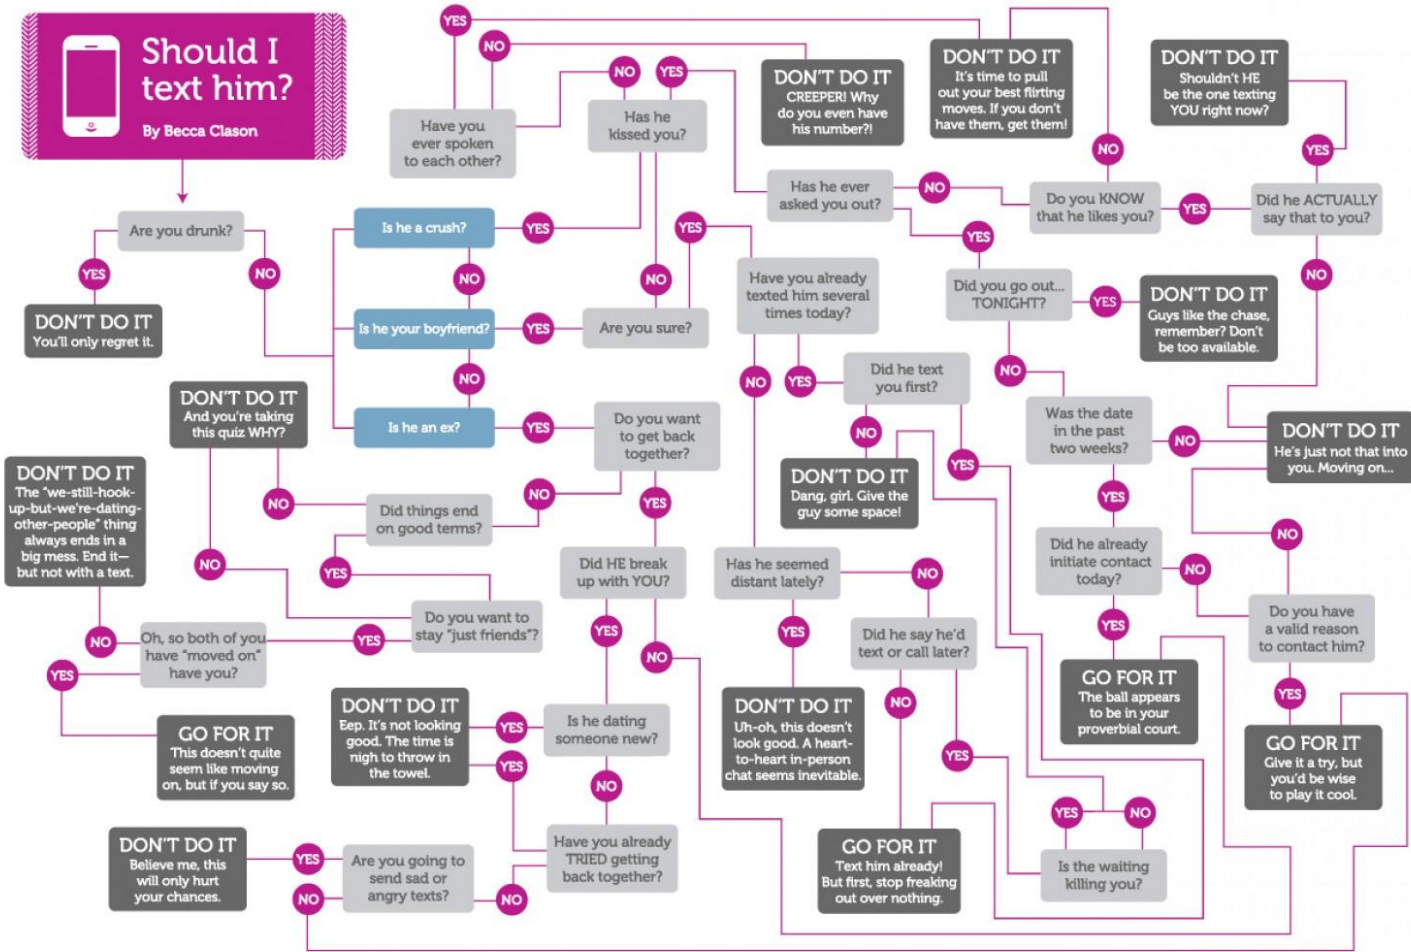 Should I
text him?
By Becca Clason
Are you drunk?
YES
NO
DON'T DO IT
You'll only regret it.
Is he a crush?
YES
NO
Is he your boyfriend?
YES
NO
Is he an ex?
YES
Have you
ever spoken
to each other?
YES
NO
Has he
kissed you?
NO
YES
NO
Are you sure?
YES
DON'T DO IT
CREEPER! Why
do you even have
his number?!
DON'T DO IT
It's time to pull
out your best flirting
moves. If you don't
have them, get them!
DON'T DO IT
Shouldn't HE
be the one texting
YOU right now?
Has he ever
asked you out?
NO
YES
Do you KNOW
that he likes you?
NO
YES
Did he ACTUALLY
say that to you?
YES
NO
Have you already
texted him several
times today?
NO
YES
Did you go out...
TONIGHT?
YES
NO
DON'T DO IT
Guys like the chase,
remember? Don't
be too available.
Did he text
you first?
NO
YES
DON'T DO IT
Dang, girl. Give the
guy some space!
Was the date
in the past
two weeks?
NO
YES
DON'T DO IT
He's just not that into
you. Moving on...
Did he already
initiate contact
today?
NO
YES
Do you have
a valid reason
to contact him?
NO
YES
GO FOR IT
The ball appears
to be in your
proverbial court.
GO FOR IT
Give it a try, but
you'd be wise
to play it cool.
Do you want
to get back
together?
NO
YES
DON'T DO IT
And you're taking
this quiz WHY?
Did things end
on good terms?
NO
YES
DON'T DO IT
The "we-still-hook-
up-but-we're-dating-
other-people" thing
always ends in a
big mess. End it—
but not with a text.
Do you want to
stay "just friends"?
NO
YES
Oh, so both of you
have "moved on"
have you?
NO
YES
GO FOR IT
This doesn't quite
seem like moving
on, but if you say so.
Did HE break
up with YOU?
YES
NO
Is he dating
someone new?
YES
NO
DON'T DO IT
Eep. It's not looking
good. The time is
nigh to throw in
the towel.
Have you already
TRIED getting
back together?
YES
NO
Are you going to
send sad or
angry texts?
YES
NO
DON'T DO IT
Believe me, this
will only hurt
your chances.
Has he seemed
distant lately?
YES
NO
DON'T DO IT
Uh-oh, this doesn't
look good. A heart-
to-heart in-person
chat seems inevitable.
Did he say he'd
text or call later?
NO
YES
GO FOR IT
Text him already!
But first, stop freaking
out over nothing.
Is the waiting
killing you?
YES
NO